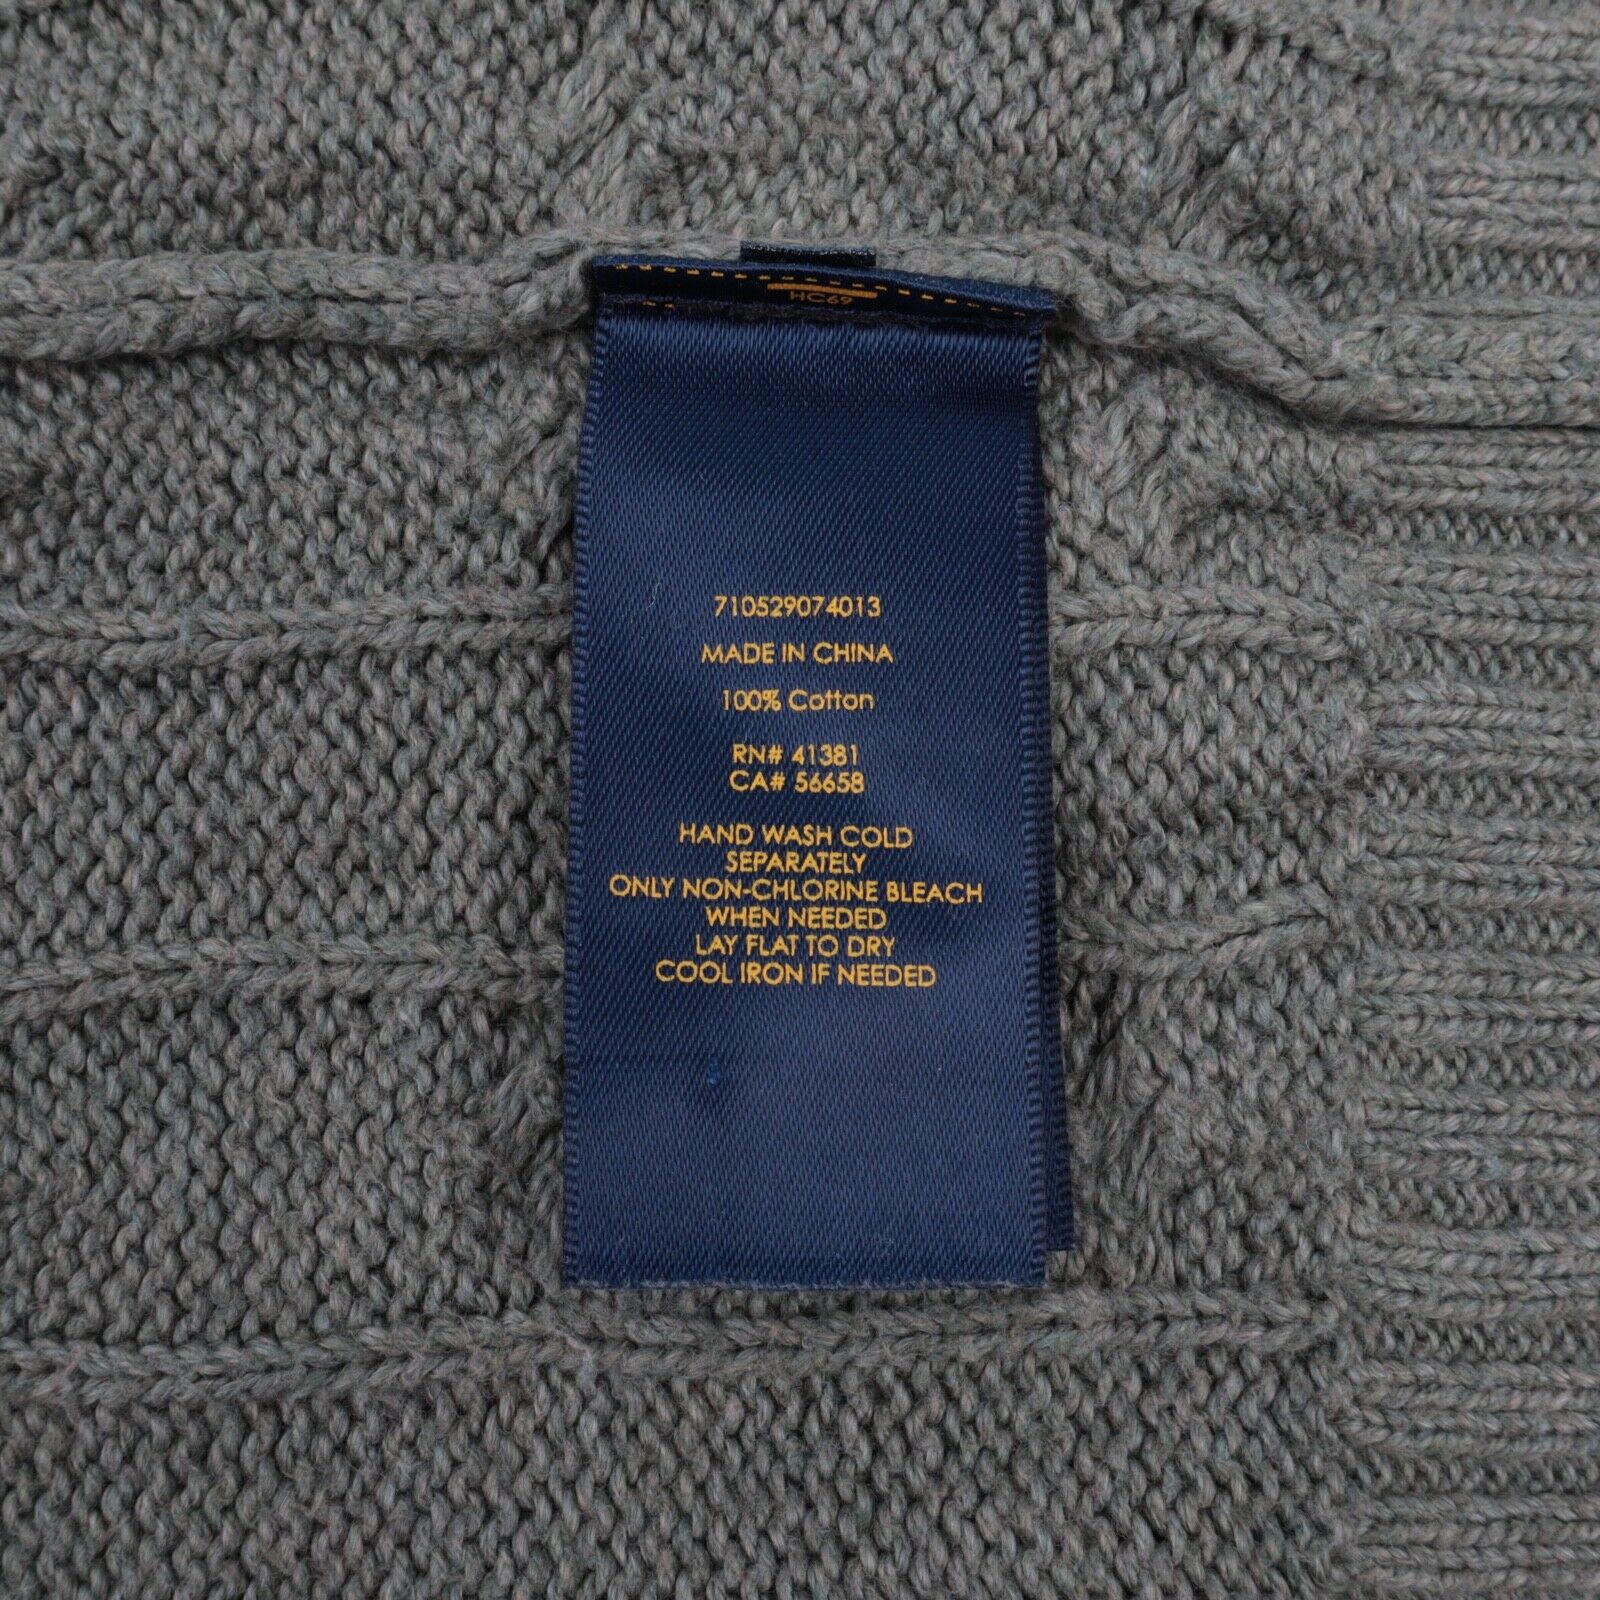 HC69
710529074013
MADE IN CHINA
100% Cotton
RN# 41381
CA# 56658
HAND WASH COLD
SEPARATELY
ONLY NON-CHLORINE BLEACH
WHEN NEEDED
LAY FLAT TO DRY
COOL IRON IF NEEDED